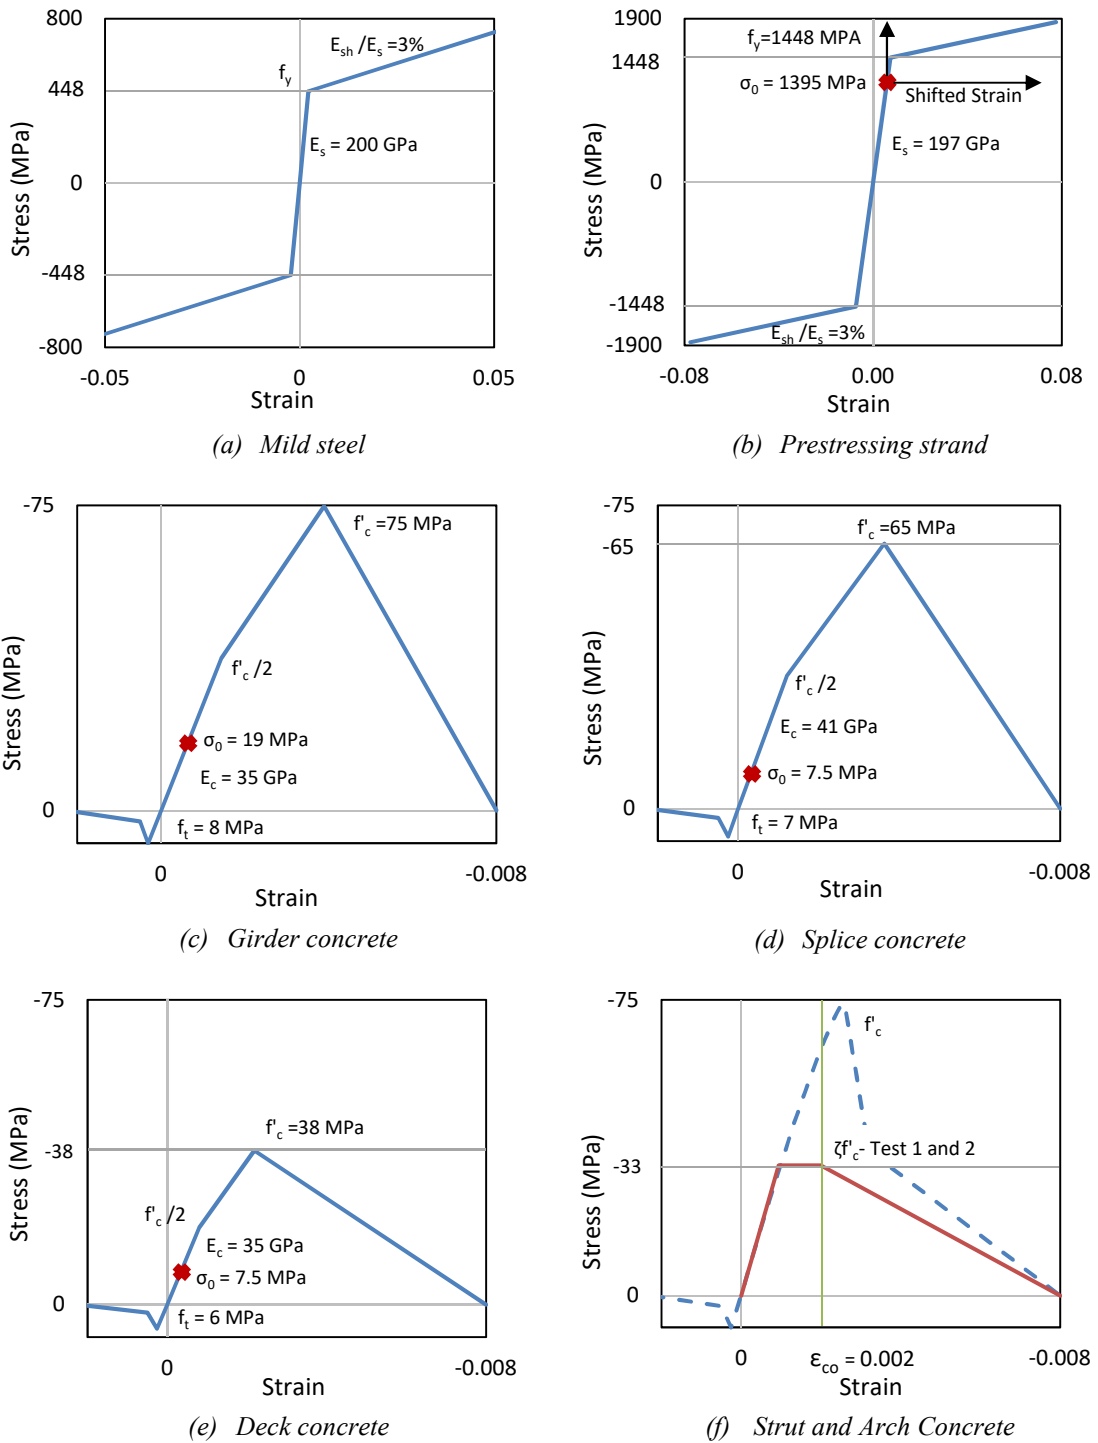 800
448
0
-448
-800
Stress (MPa)
E_sh /E_s =3%
f_y
E_s = 200 GPa
-0.05
0
0.05
Strain
(a) Mild steel
1900
1448
0
-1448
-1900
Stress (MPa)
f_y=1448 MPA
σ_0 = 1395 MPa
Shifted Strain
E_s = 197 GPa
E_sh /E_s =3%
-0.08
0.00
0.08
Strain
(b) Prestressing strand
-75
0
Stress (MPa)
f'_c =75 MPa
f'_c /2
σ_0 = 19 MPa
E_c = 35 GPa
f_t = 8 MPa
0
-0.008
Strain
(c) Girder concrete
-75
-65
0
Stress (MPa)
f'_c =65 MPa
f'_c /2
E_c = 41 GPa
σ_0 = 7.5 MPa
f_t = 7 MPa
0
-0.008
Strain
(d) Splice concrete
-75
-38
0
Stress (MPa)
f'_c =38 MPa
f'_c /2
E_c = 35 GPa
σ_0 = 7.5 MPa
f_t = 6 MPa
0
-0.008
Strain
(e) Deck concrete
-75
-33
0
Stress (MPa)
f'_c
ζf'_c- Test 1 and 2
0
ε_co = 0.002
-0.008
Strain
(f) Strut and Arch Concrete